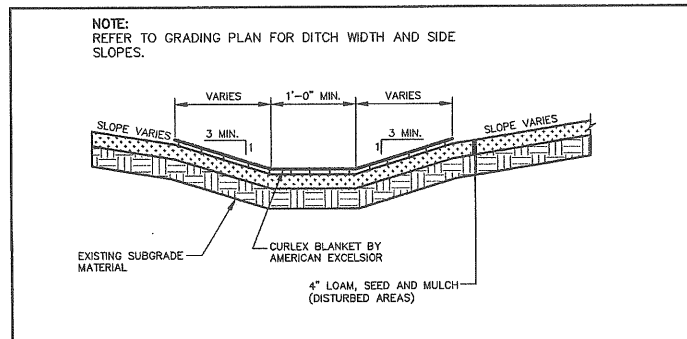 NOTE:
REFER TO GRADING PLAN FOR DITCH WIDTH AND SIDE
SLOPES.
VARIES
1'-0" MIN.
VARIES
SLOPE VARIES
3 MIN.
1
3 MIN.
1
SLOPE VARIES
EXISTING SUBGRADE
MATERIAL
CURLEX BLANKET BY
AMERICAN EXCELSIOR
4" LOAM, SEED AND MULCH
(DISTURBED AREAS)